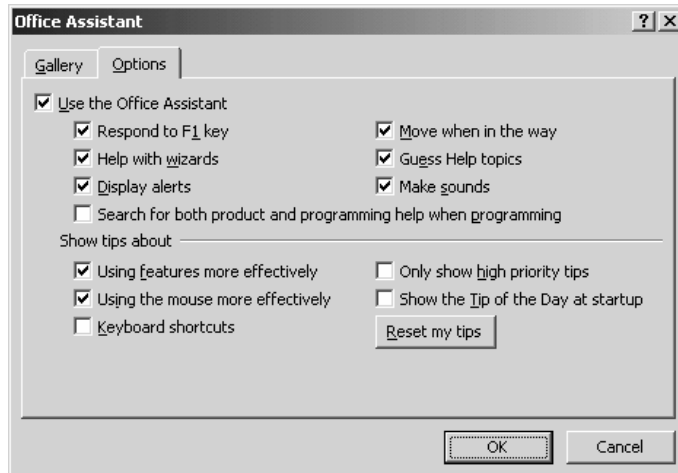 Office Assistant
Gallery Options
Use the Office Assistant
Respond to F1 key Move when in the way
Help with wizards Guess Help topics
Display alerts Make sounds
Search for both product and programming help when programming
Show tips about
Using features more effectively Only show high priority tips
Using the mouse more effectively Show the Tip of the Day at startup
Keyboard shortcuts Reset my tips
OK Cancel